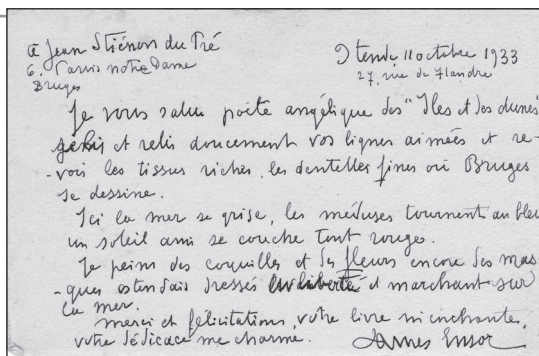 à Jean Stiénon du Pré
Ostende 11 octobre 1933
6. Parvis notre Dame
27, rue de Flandre
Bruges
Je vous salue poète angélique des "Iles et des dunes"
je lis et relis doucement vos lignes aimées et re-
-vois les tissus riches, les dentelles fines où Bruges
se dessine.
Ici la mer se grise, les méduses tournent au bleu
un soleil ami se couche tout rouge.
Je peins des coquilles et des fleurs encore des mas-
-ques ostendais dressés et marchant sur
la mer.
merci et félicitations, votre livre m'enchante,
votre dédicace me charme.
James Ensor